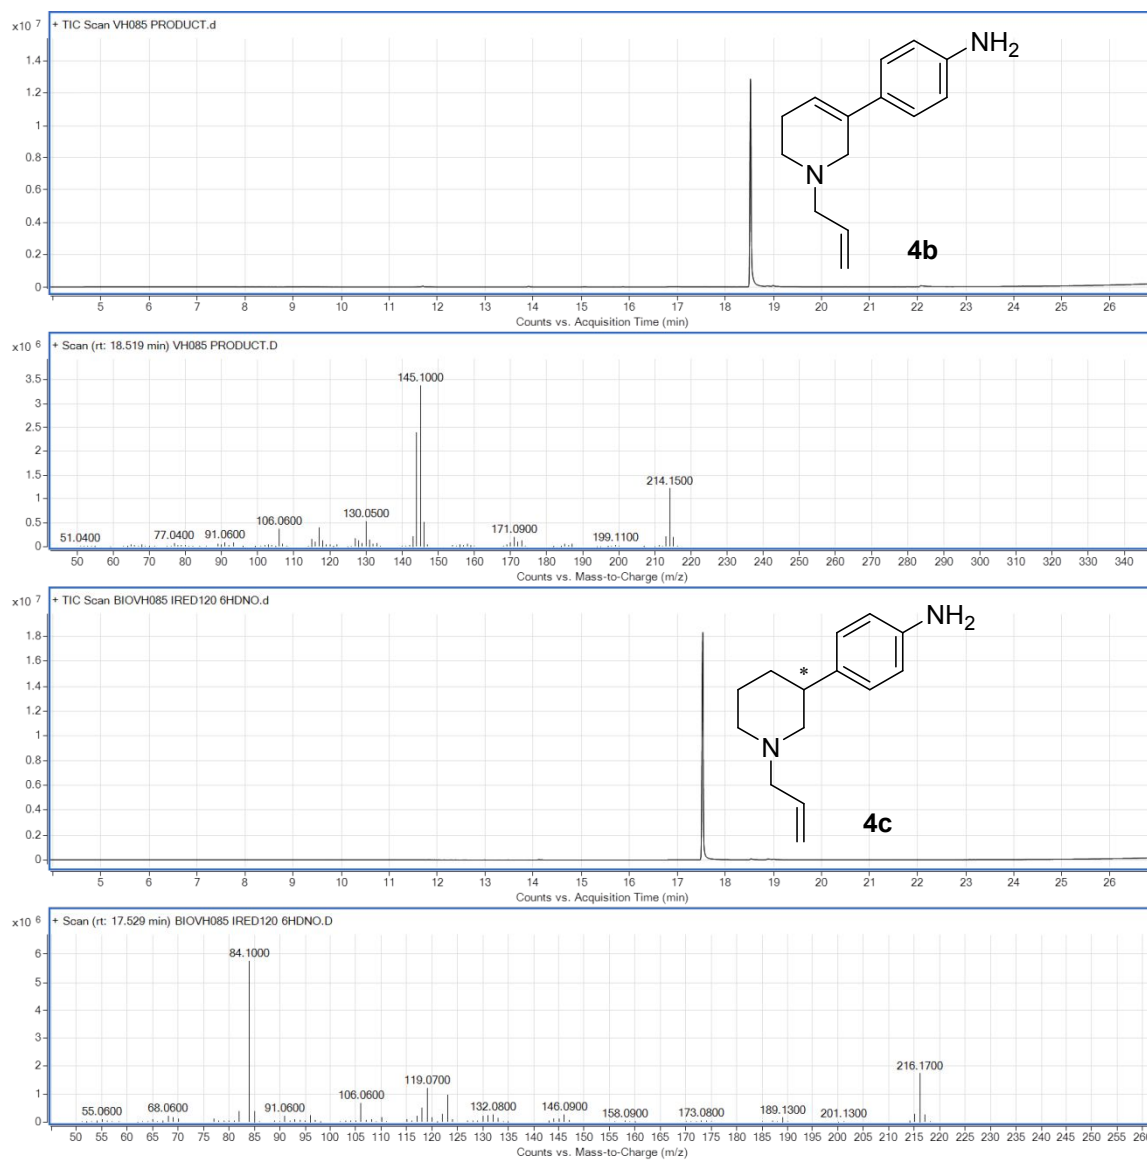 + TIC Scan VH085 PRODUCT.d
x10 7
1.4
1.2
1
0.8
0.6
0.4
0.2
0
NH2
N
4b
5 6 7 8 9 10 11 12 13 14 15 16 17 18 19 20 21 22 23 24 25 26
Counts vs. Acquisition Time (min)
+ Scan (rt: 18.519 min) VH085 PRODUCT.D
x10 6
3.5
3
2.5
2
1.5
1
0.5
0
145.1000
214.1500
130.0500
106.0600
171.0900
77.0400
91.0600
199.1100
51.0400
50 60 70 80 90 100 110 120 130 140 150 160 170 180 190 200 210 220 230 240 250 260 270 280 290 300 310 320 330 340
Counts vs. Mass-to-Charge (m/z)
+ TIC Scan BIOVH085 IRED120 6HDNO.d
x10 7
1.8
1.6
1.4
1.2
1
0.8
0.6
0.4
0.2
0
NH2
*
N
4c
5 6 7 8 9 10 11 12 13 14 15 16 17 18 19 20 21 22 23 24 25 26
Counts vs. Acquisition Time (min)
+ Scan (rt: 17.529 min) BIOVH085 IRED120 6HDNO.D
x10 6
6
5
4
3
2
1
0
84.1000
216.1700
119.0700
106.0600
55.0600
68.0600
91.0600
132.0800
146.0900
158.0900
173.0800
189.1300
201.1300
50 55 60 65 70 75 80 85 90 95 100 105 110 115 120 125 130 135 140 145 150 155 160 165 170 175 180 185 190 195 200 205 210 215 220 225 230 235 240 245 250 255 260
Counts vs. Mass-to-Charge (m/z)